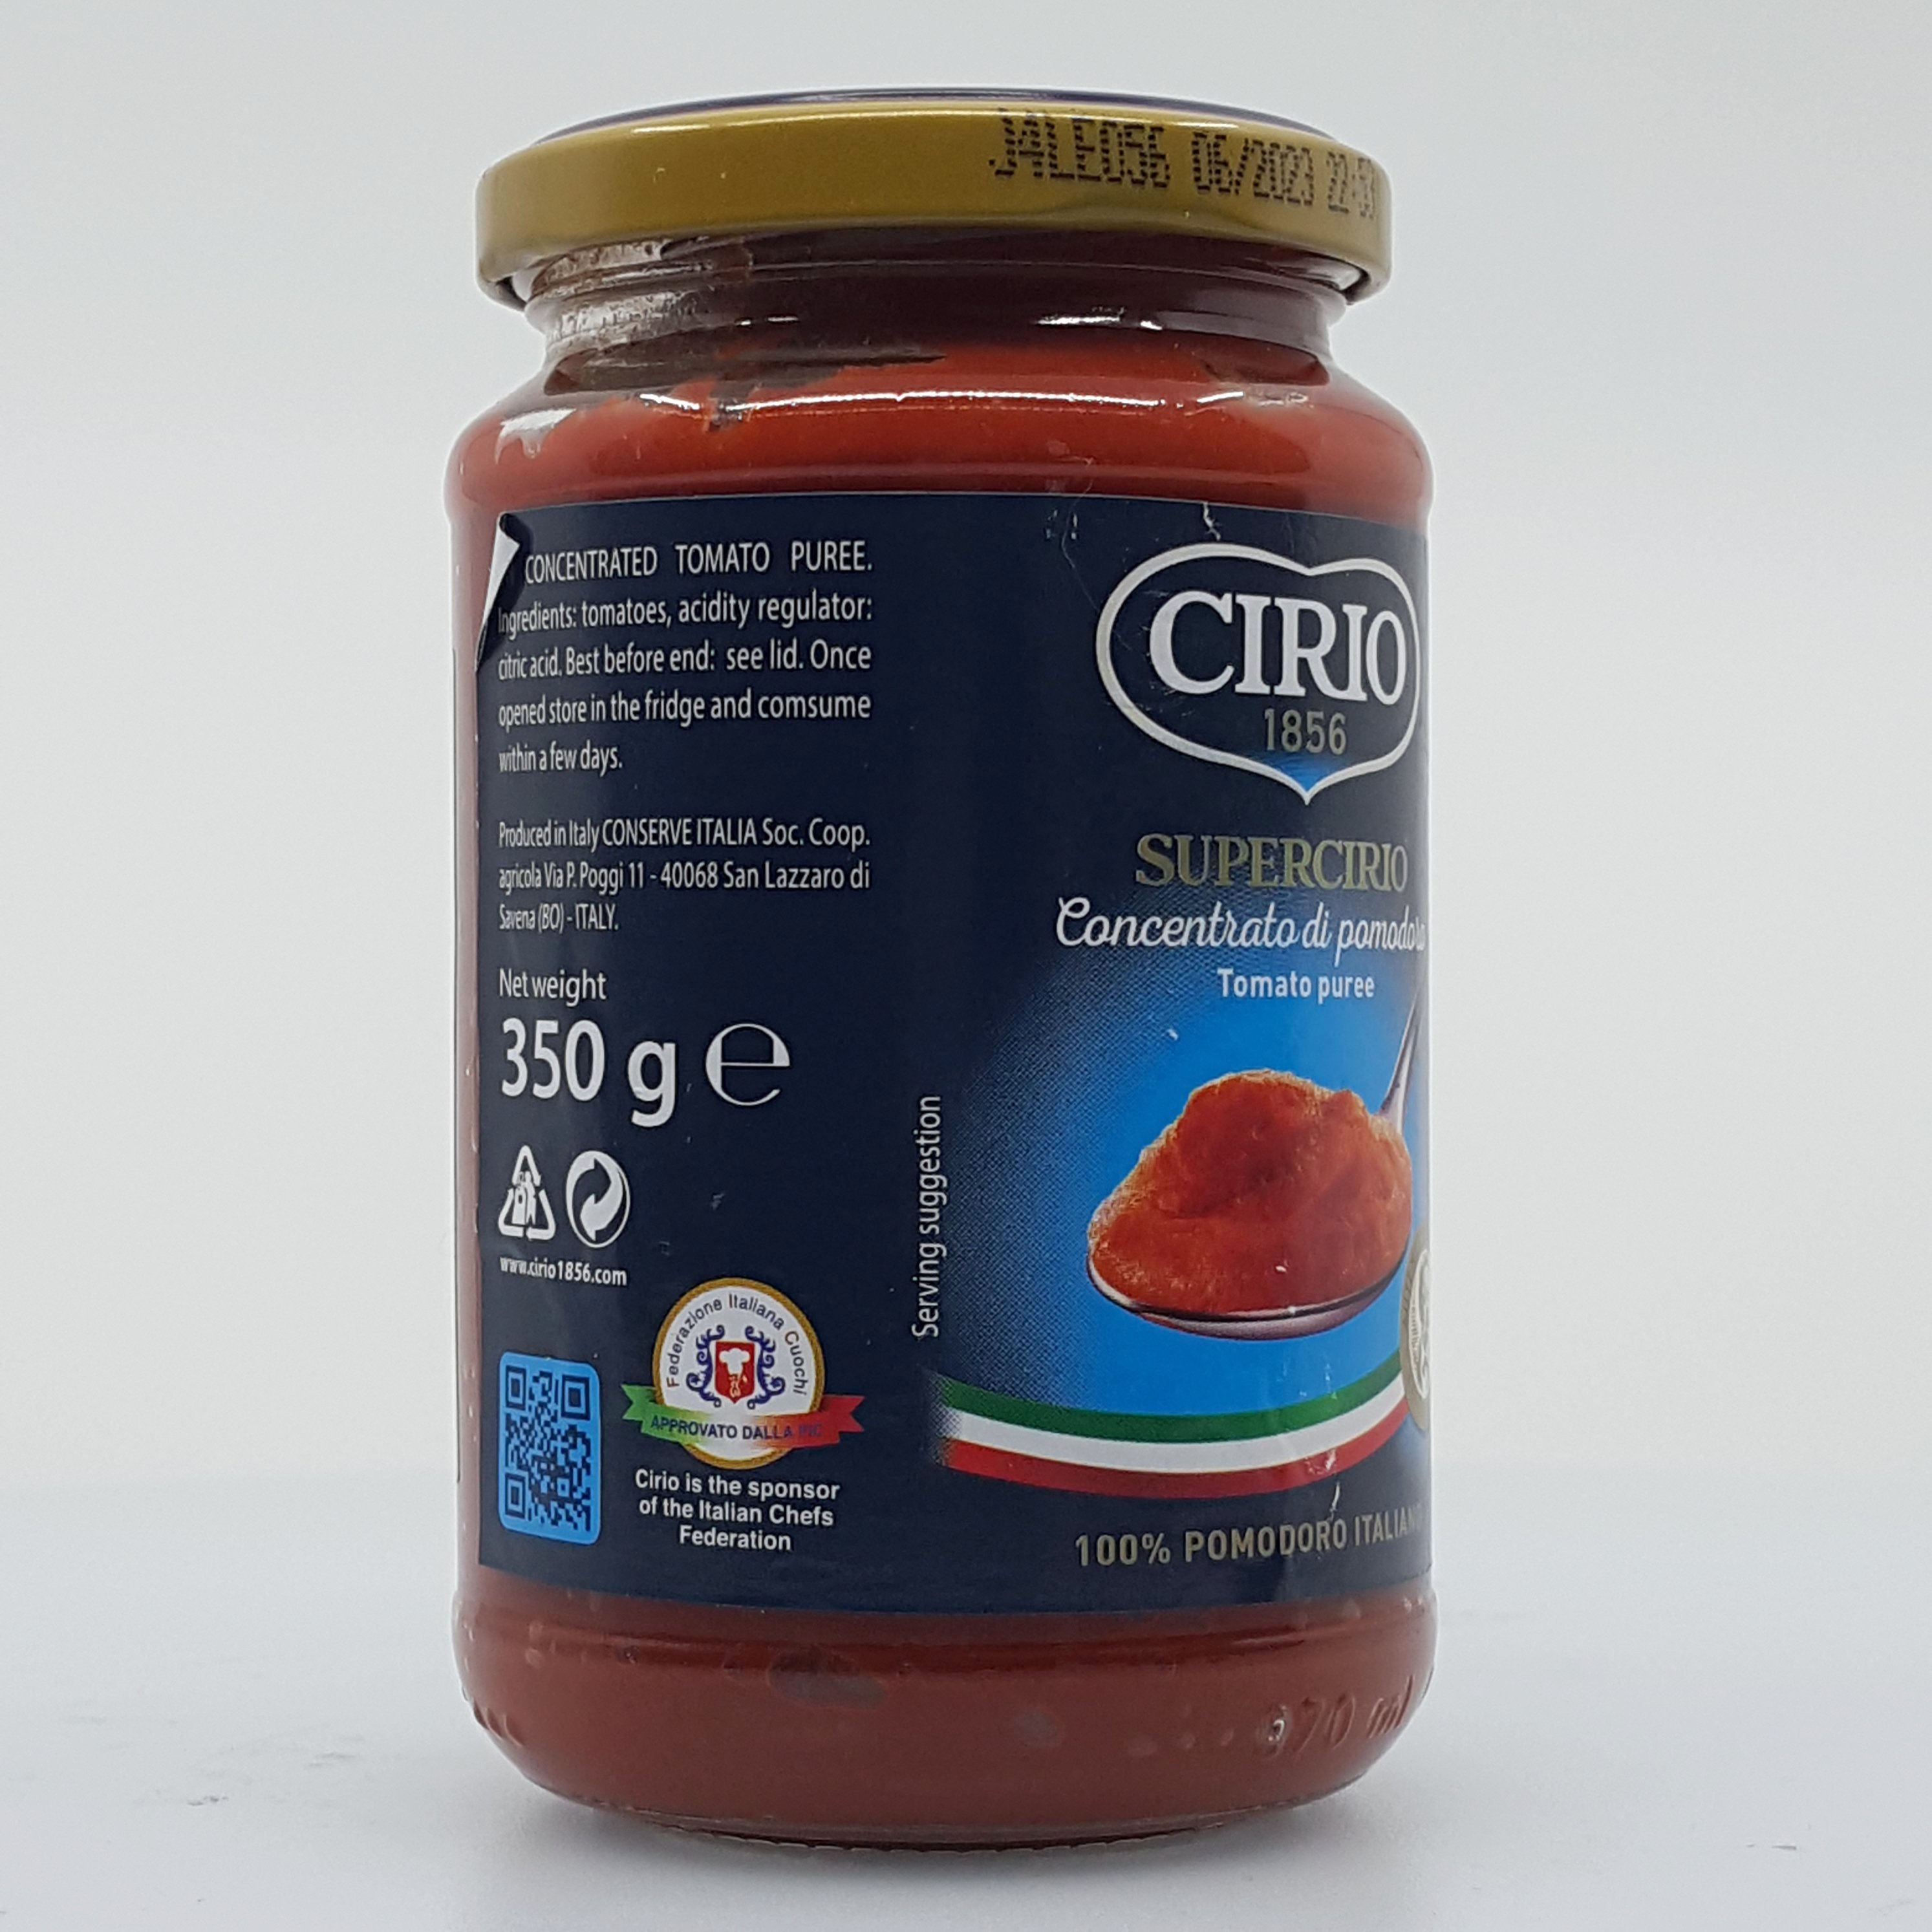 J4LE056 06/2023 22:53
CONCENTRATED TOMATO PUREE.
Ingredients: tomatoes, acidity regulator:
citric acid. Best before end: see lid. Once
opened store in the fridge and comsume
within a few days.
Produced in Italy CONSERVE ITALIA Soc. Coop.
agricola Via P. Poggi 11 - 40068 San Lazzaro di
Savena (BO) - ITALY.
Net weight
350 g ℮
www.cirio1856.com
Federazione Italiana Cuochi
APPROVATO DALLA FIC
Cirio is the sponsor
of the Italian Chefs
Federation
Serving suggestion
CIRIO
1856
SUPERCIRIO
Concentrato di pomodoro
Tomato puree
100% POMODORO ITALIANO
370 ml